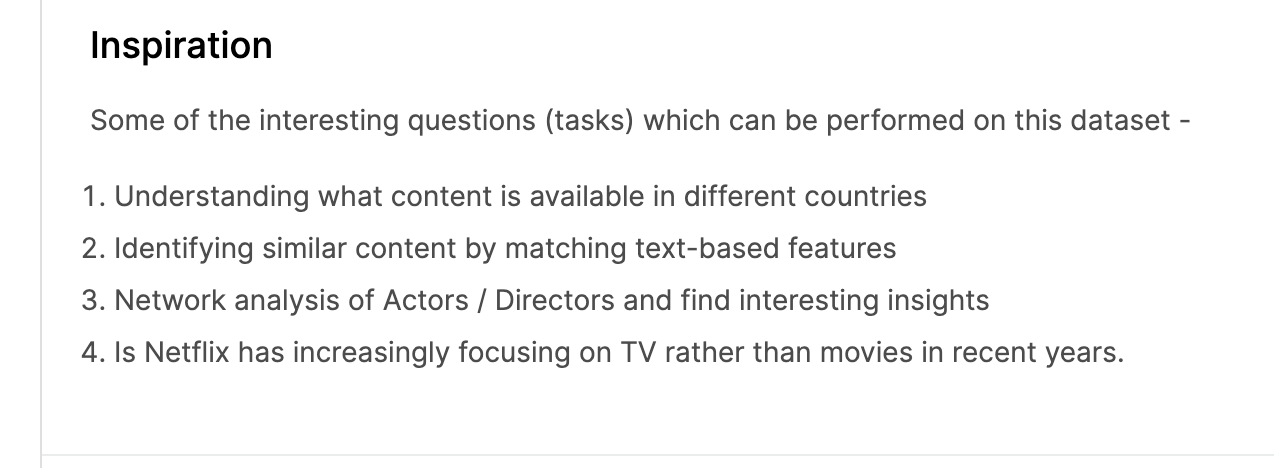 Inspiration
Some of the interesting questions (tasks) which can be performed on this dataset -
1. Understanding what content is available in different countries
2. Identifying similar content by matching text-based features
3. Network analysis of Actors / Directors and find interesting insights
4. Is Netflix has increasingly focusing on TV rather than movies in recent years.